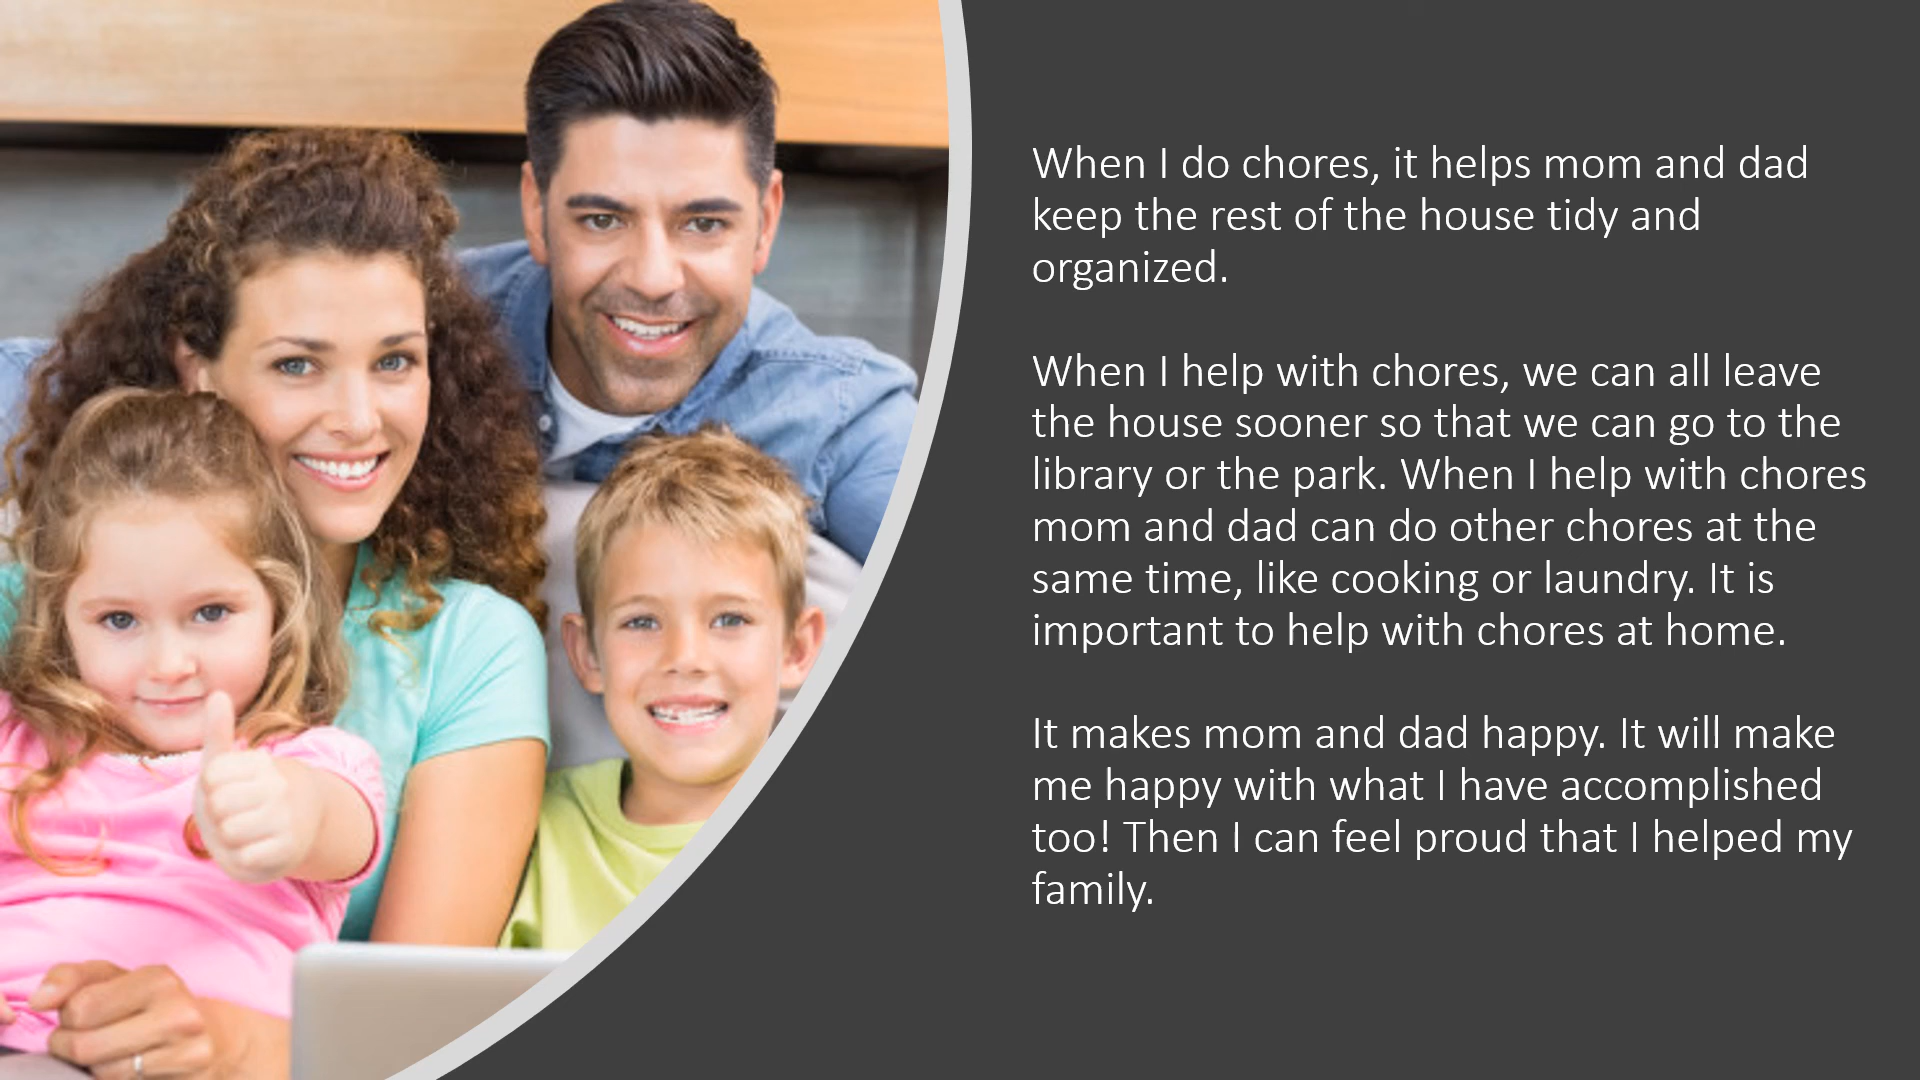 When I do chores, it helps mom and dad
keep the rest of the house tidy and
organized.
When I help with chores, we can all leave
the house sooner so that we can go to the
library or the park. When I help with chores
mom and dad can do other chores at the
same time, like cooking or laundry. It is
important to help with chores at home.
It makes mom and dad happy. It will make
me happy with what I have accomplished
too! Then I can feel proud that I helped my
family.